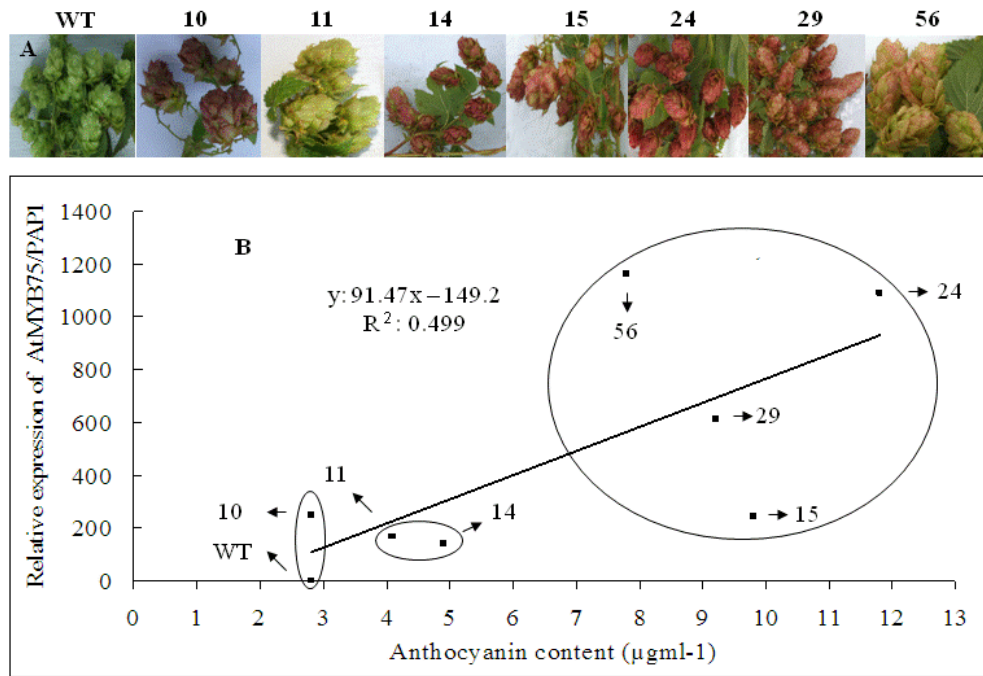 WT 10 11 14 15 24 29 56
A
Relative expression of AtMYB75/PAP1
1400
1200
1000
800
600
400
200
0
B
y: 91.47x – 149.2
R²: 0.499
56
24
29
15
11
14
10
WT
0 1 2 3 4 5 6 7 8 9 10 11 12 13
Anthocyanin content (µgml-1)